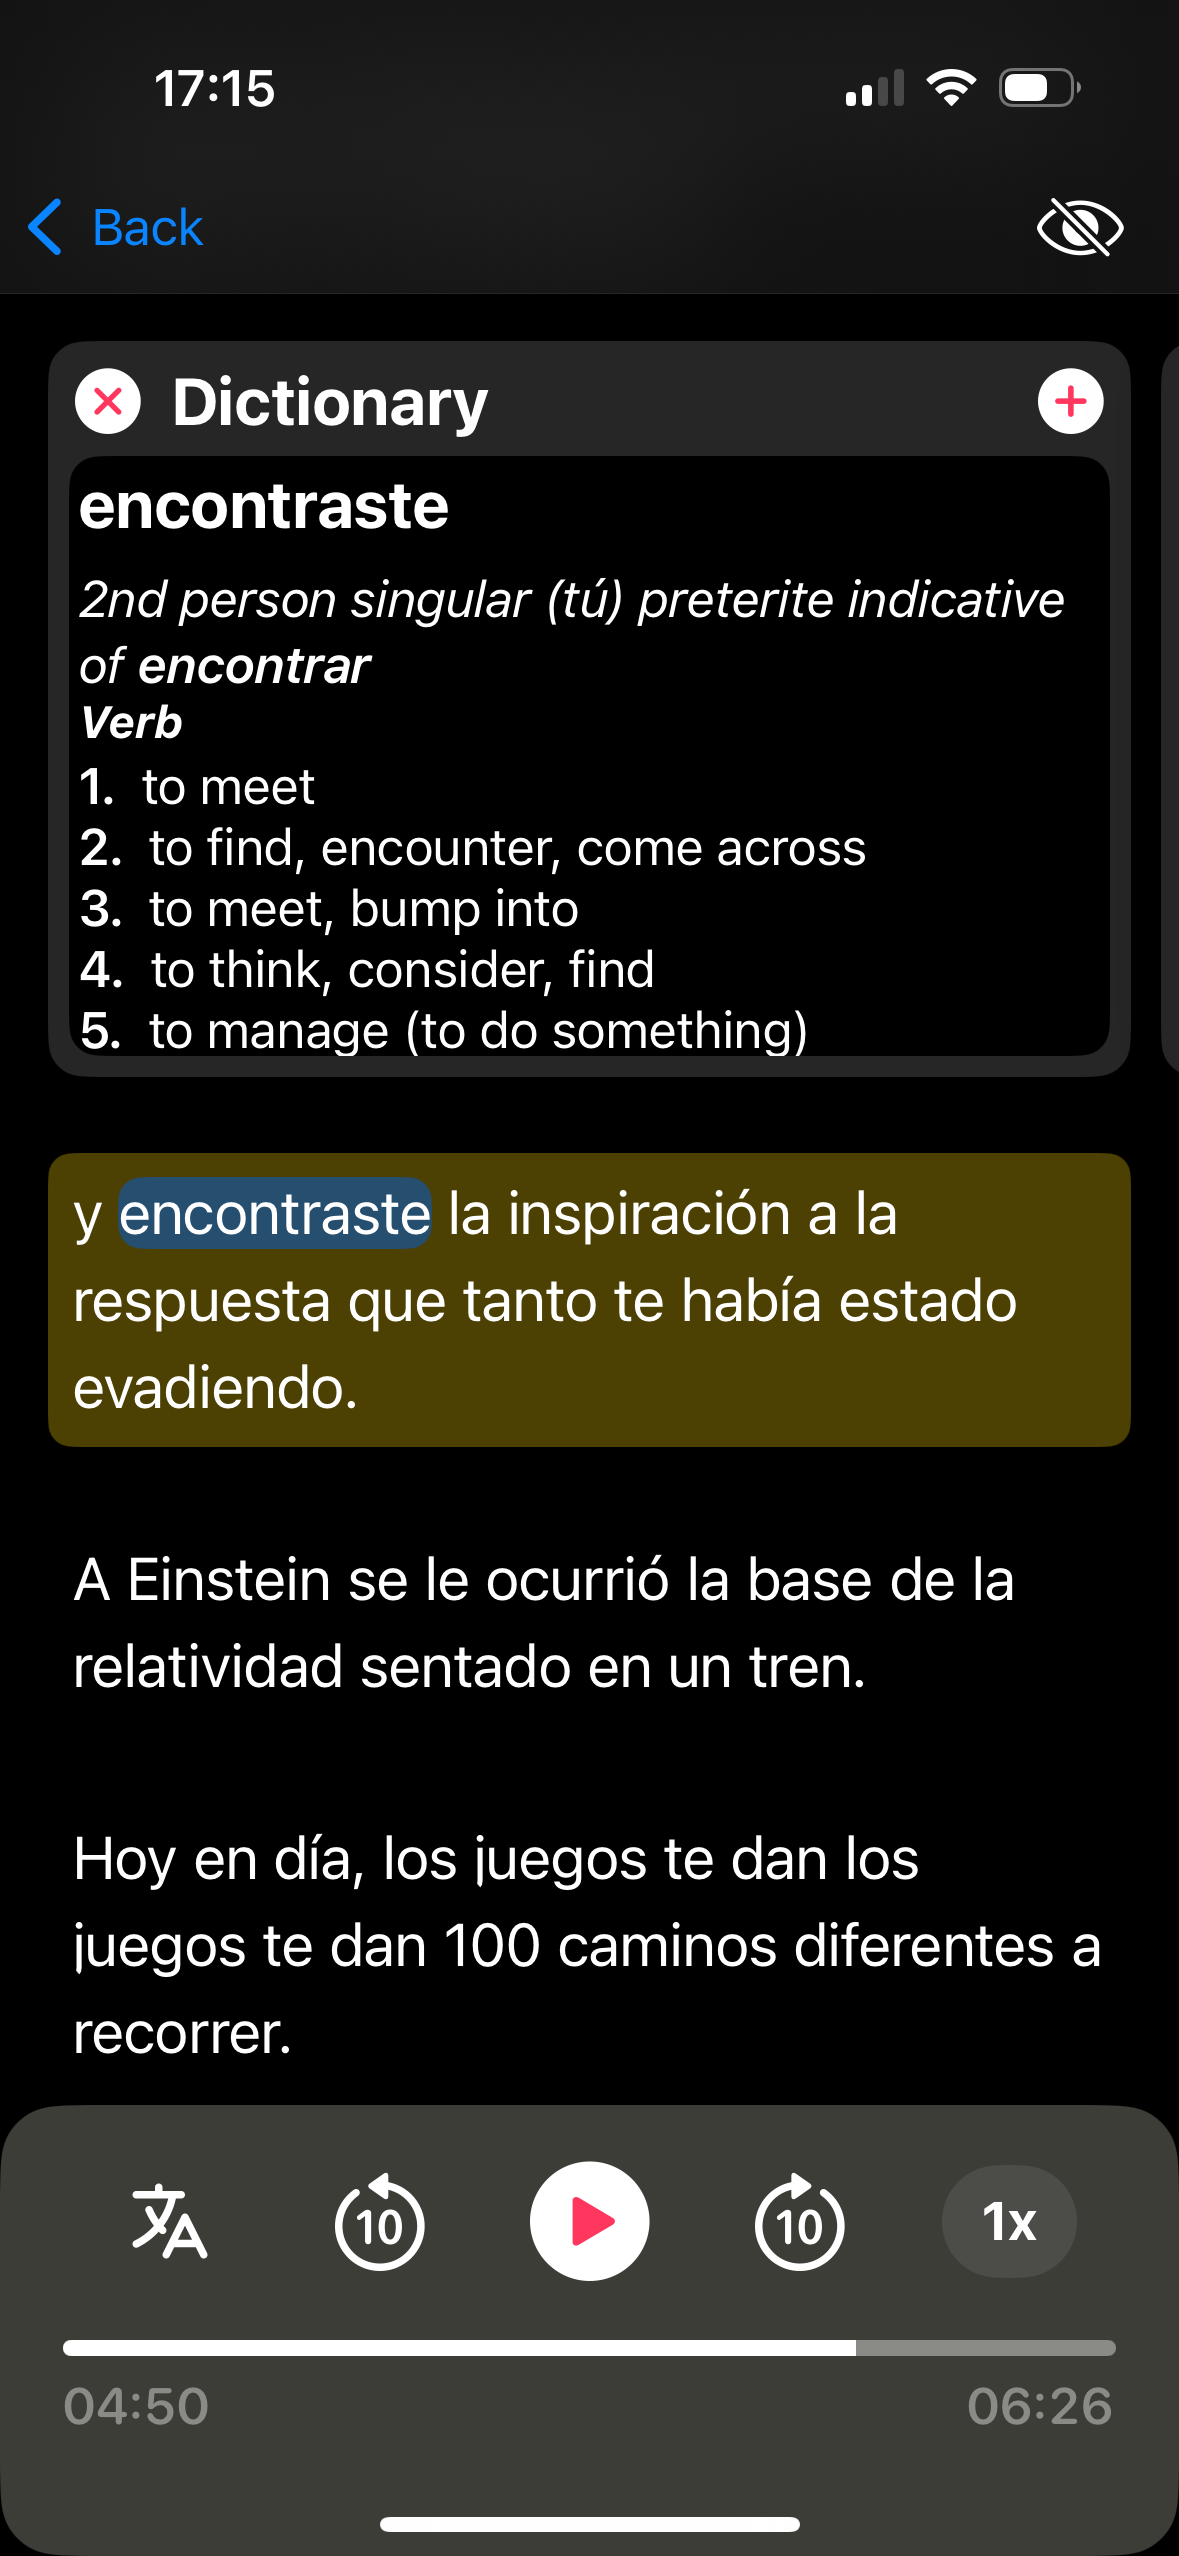 17:15
Back
Dictionary
encontraste
2nd person singular (tú) preterite indicative
of encontrar
Verb
1. to meet
2. to find, encounter, come across
3. to meet, bump into
4. to think, consider, find
5. to manage (to do something)
y encontraste la inspiración a la
respuesta que tanto te había estado
evadiendo.
A Einstein se le ocurrió la base de la
relatividad sentado en un tren.
Hoy en día, los juegos te dan los
juegos te dan 100 caminos diferentes a
recorrer.
10
10
1x
04:50
06:26